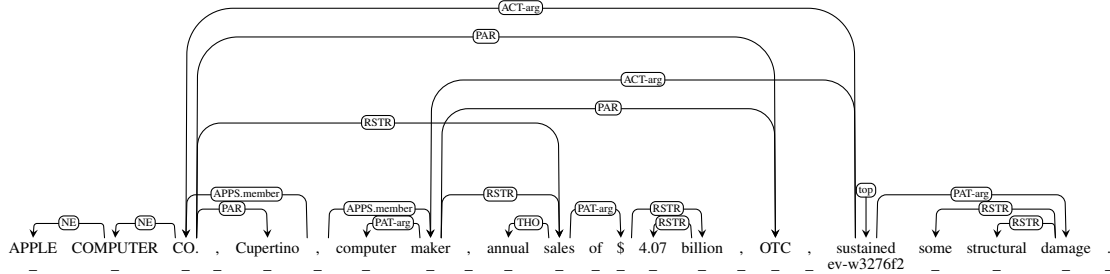 ACT-arg
PAR
ACT-arg
PAR
RSTR
top
APPS.member RSTR PAT-arg
NE NE PAR APPS.member PAT-arg THO PAT-arg RSTR RSTR RSTR RSTR
APPLE COMPUTER CO. , Cupertino , computer maker , annual sales of $ 4.07 billion , OTC , sustained some structural damage .
_ _ _ _ _ _ _ _ _ _ _ _ _ _ _ _ _ _ ev-w3276f2 _ _ _ _